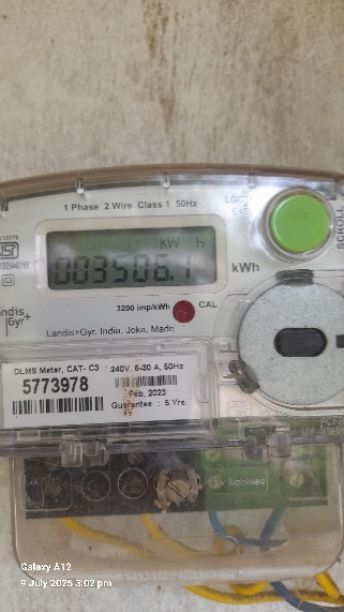 1 Phase 2 Wire Class 1 50Hz
SCROLL
kW h
003506.1
kWh
3200 imp/kWh
CAL
Landis+Gyr. India, Joka, Made
DLMS Meter, CAT- C3
240V, 5-30 A, 50Hz
5773978
Feb, 2023
Guarantee : 5 Yrs.
Galaxy A12
9 July 2025 3:02 pm